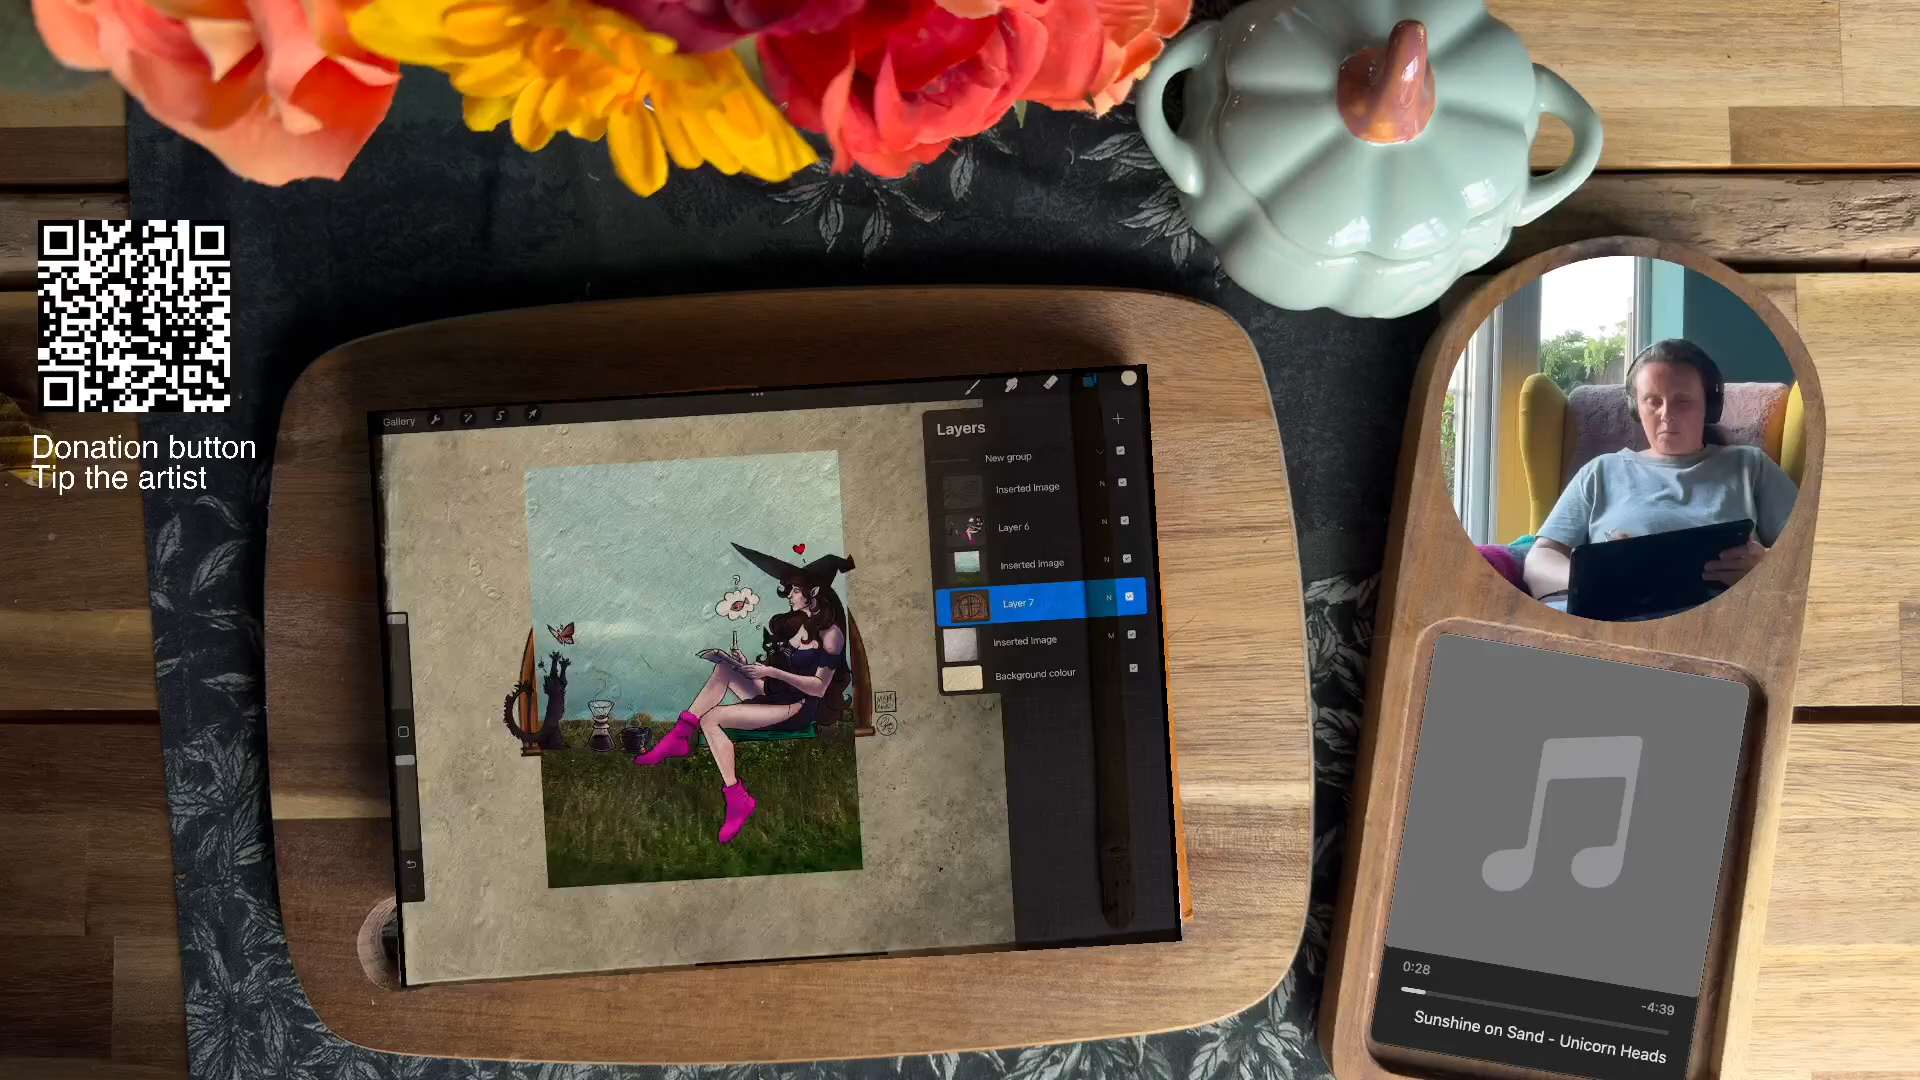 Donation button
Tip the artist
Gallery
Layers
New group
Inserted Image
N
Layer 6
N
Inserted Image
N
Layer 7
N
Inserted Image
M
Background colour
?
0:28
-4:39
Sunshine on Sand - Unicorn Heads